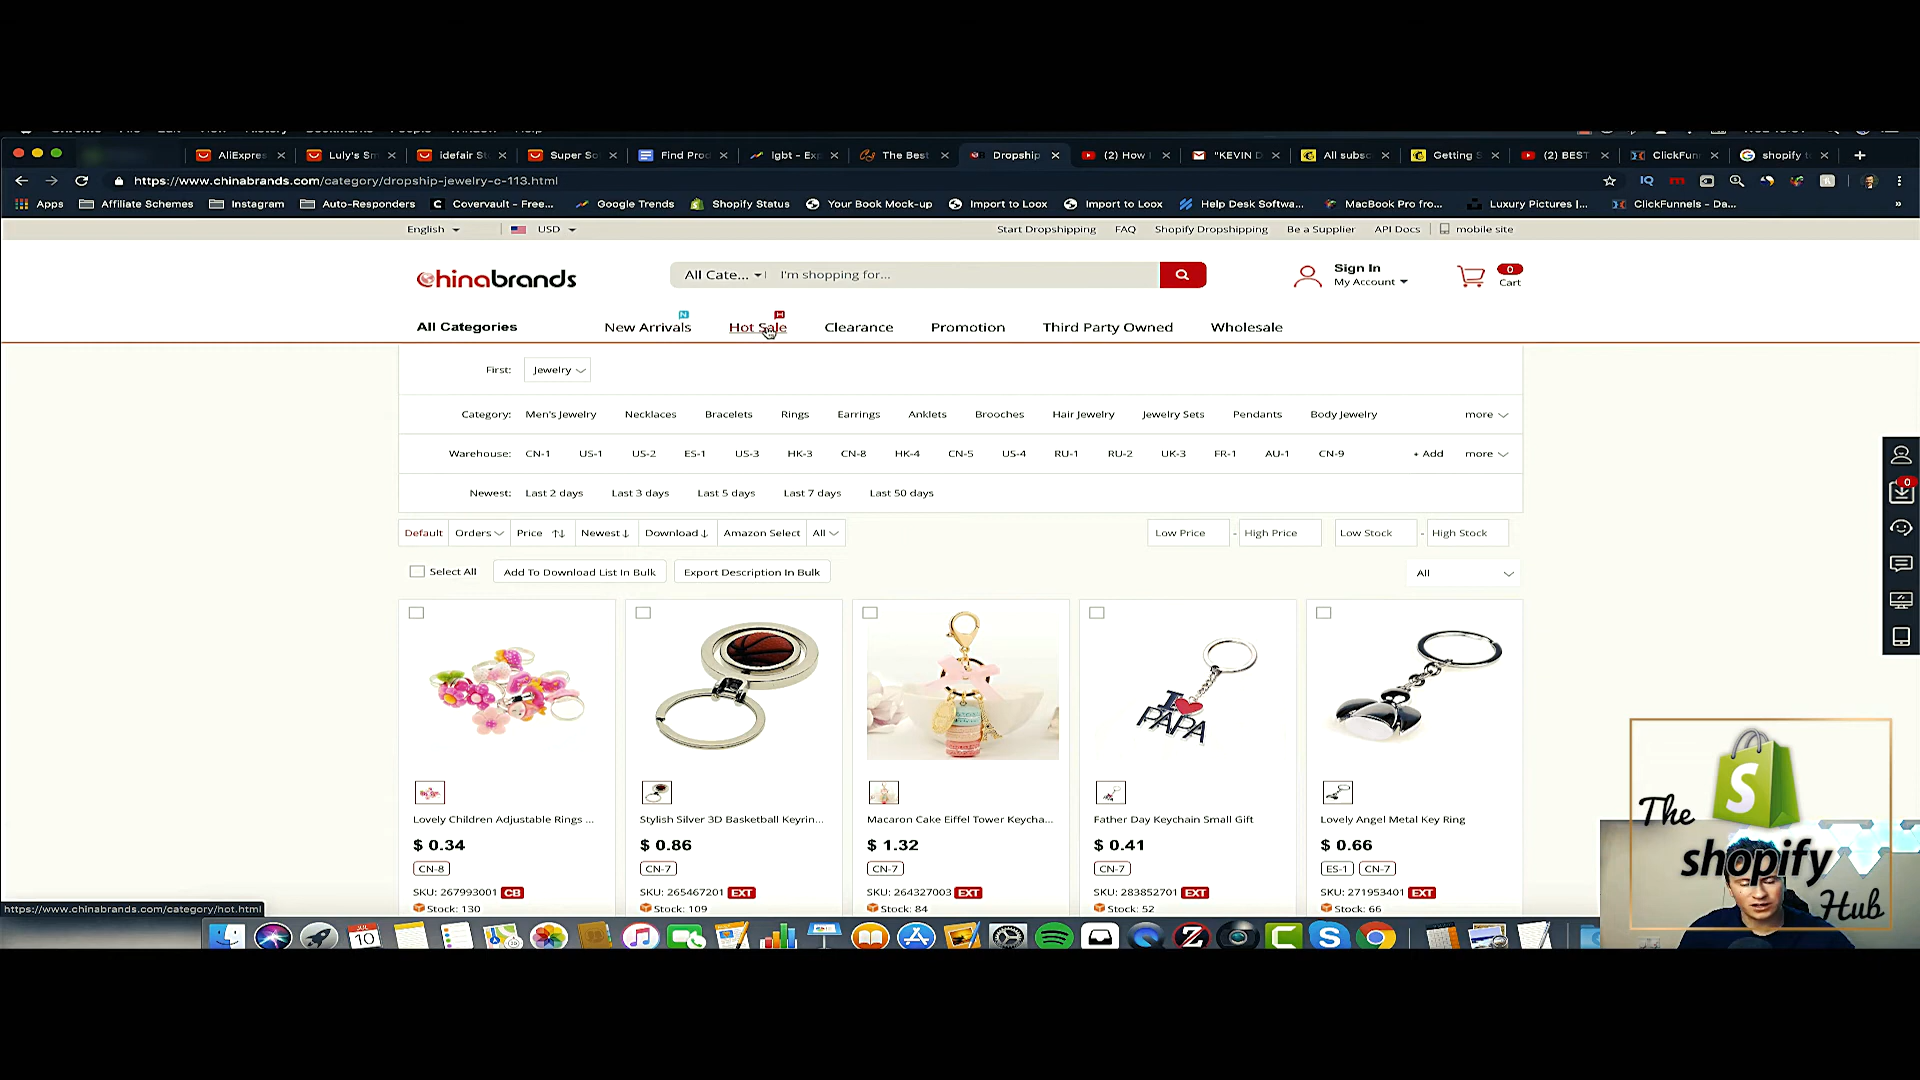 AliExpres
Luly's Sm
idefair St
Super So
Find Prod
lgbt - Exp
The Best
Dropship
(2) How I
"KEVIN D
All subsc
Getting S
(2) BEST
ClickFun
shopify t
https://www.chinabrands.com/category/dropship-jewelry-c-113.html
Apps
Affiliate Schemes
Instagram
Auto-Responders
Covervault - Free...
Google Trends
Shopify Status
Your Book Mock-up
Import to Loox
Import to Loox
Help Desk Softwa...
MacBook Pro fro...
Luxury Pictures |...
ClickFunnels - Da...
»
English
USD
Start Dropshipping
FAQ
Shopify Dropshipping
Be a Supplier
API Docs
mobile site
chinabrands
All Cate...
I'm shopping for...
Sign In
My Account
0
Cart
All Categories
New Arrivals
N
Hot Sale
H
Clearance
Promotion
Third Party Owned
Wholesale
First: Jewelry
Category: Men's Jewelry Necklaces Bracelets Rings Earrings Anklets Brooches Hair Jewelry Jewelry Sets Pendants Body Jewelry more
Warehouse: CN-1 US-1 US-2 ES-1 US-3 HK-3 CN-8 HK-4 CN-5 US-4 RU-1 RU-2 UK-3 FR-1 AU-1 CN-9 + Add more
Newest: Last 2 days Last 3 days Last 5 days Last 7 days Last 50 days
Default Orders Price Newest Download Amazon Select All Low Price - High Price Low Stock - High Stock
Select All Add To Download List In Bulk Export Description In Bulk All
I ❤ PAPA
Lovely Children Adjustable Rings ...
$ 0.34
CN-8
SKU: 267993001 CB
Stock: 130
Stylish Silver 3D Basketball Keyrin...
$ 0.86
CN-7
SKU: 265467201 EXT
Stock: 109
Macaron Cake Eiffel Tower Keycha...
$ 1.32
CN-7
SKU: 264327003 EXT
Stock: 84
Father Day Keychain Small Gift
$ 0.41
CN-7
SKU: 283852701 EXT
Stock: 52
Lovely Angel Metal Key Ring
$ 0.66
ES-1 CN-7
SKU: 271953401 EXT
Stock: 66
0
https://www.chinabrands.com/category/hot.html
JUL
10
The
shopify
Hub